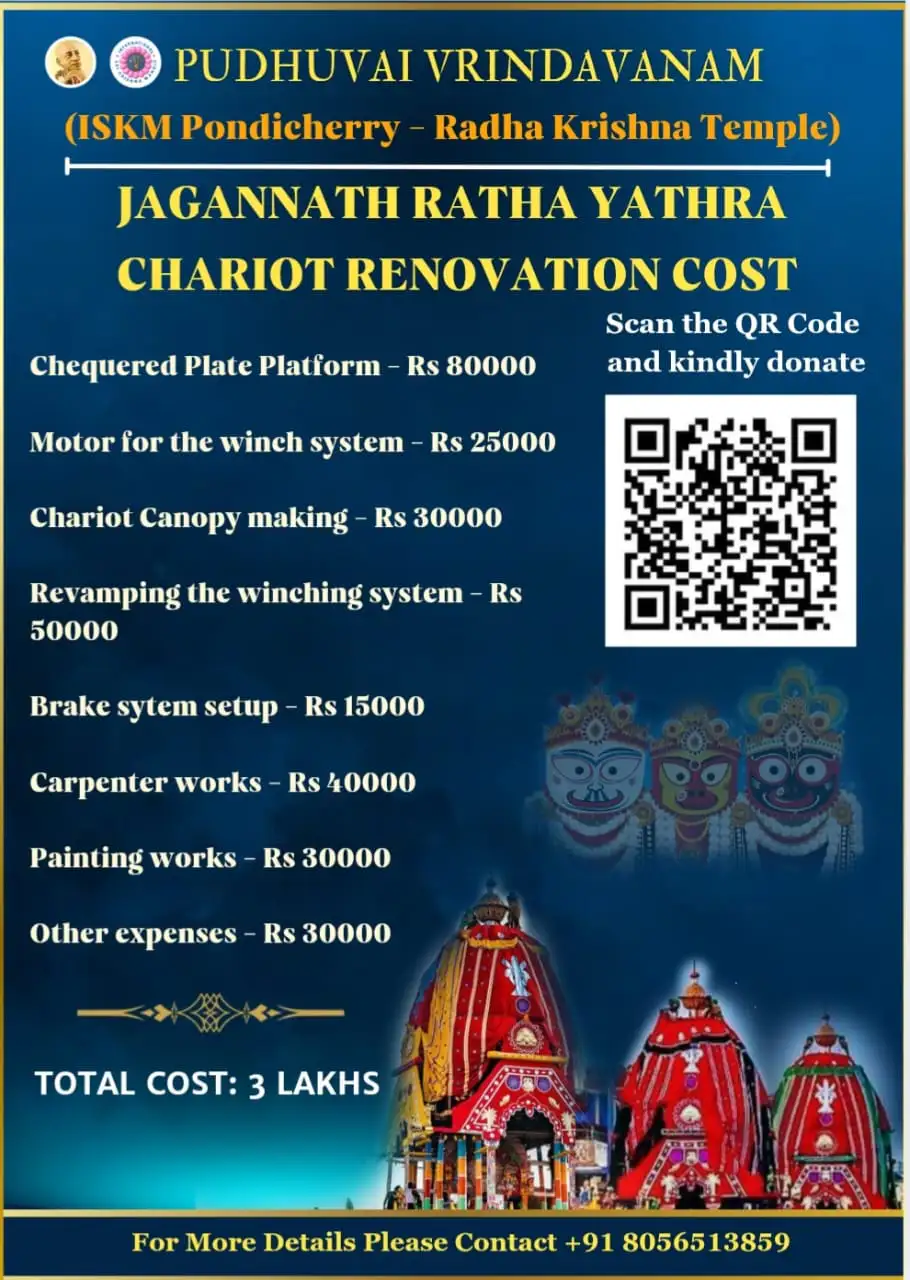 PUDHUVAI VRINDAVANAM
(ISKM Pondicherry - Radha Krishna Temple)
JAGANNATH RATHA YATHRA
CHARIOT RENOVATION COST
Scan the QR Code
and kindly donate
Chequered Plate Platform - Rs 80000
Motor for the winch system - Rs 25000
Chariot Canopy making - Rs 30000
Revamping the winching system - Rs
50000
Brake sytem setup - Rs 15000
Carpenter works - Rs 40000
Painting works - Rs 30000
Other expenses - Rs 30000
TOTAL COST: 3 LAKHS
For More Details Please Contact +91 8056513859